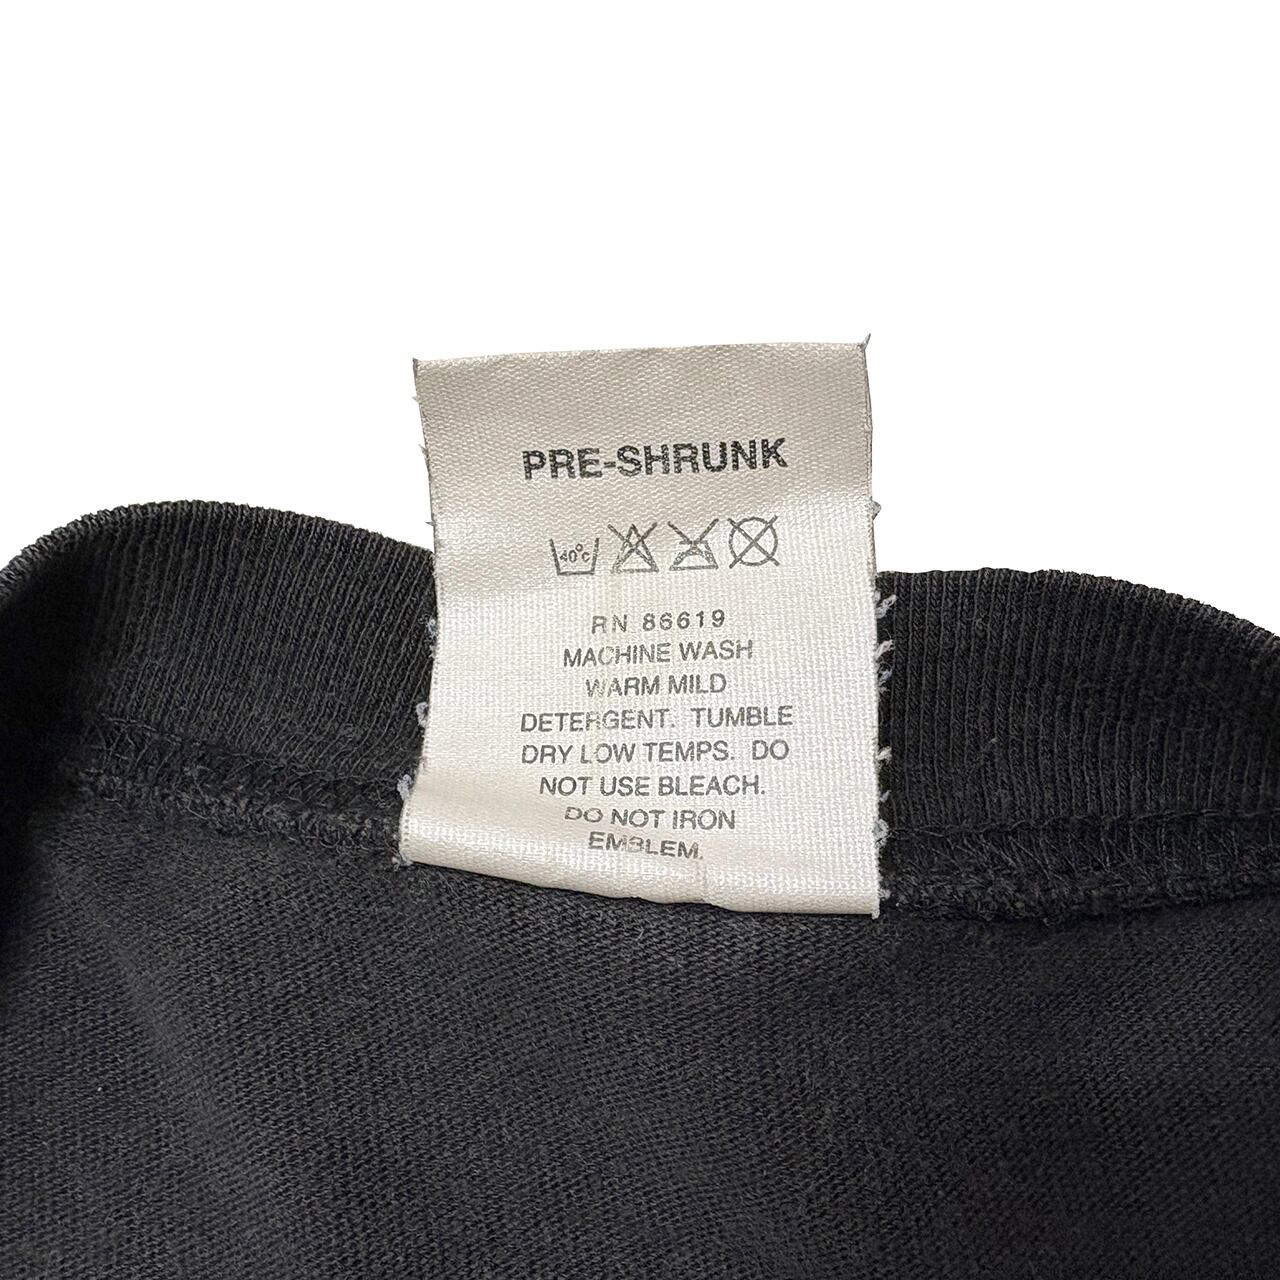 PRE-SHRUNK
40°C
RN 86619
MACHINE WASH
WARM MILD
DETERGENT. TUMBLE
DRY LOW TEMPS. DO
NOT USE BLEACH.
DO NOT IRON
EMBLEM.